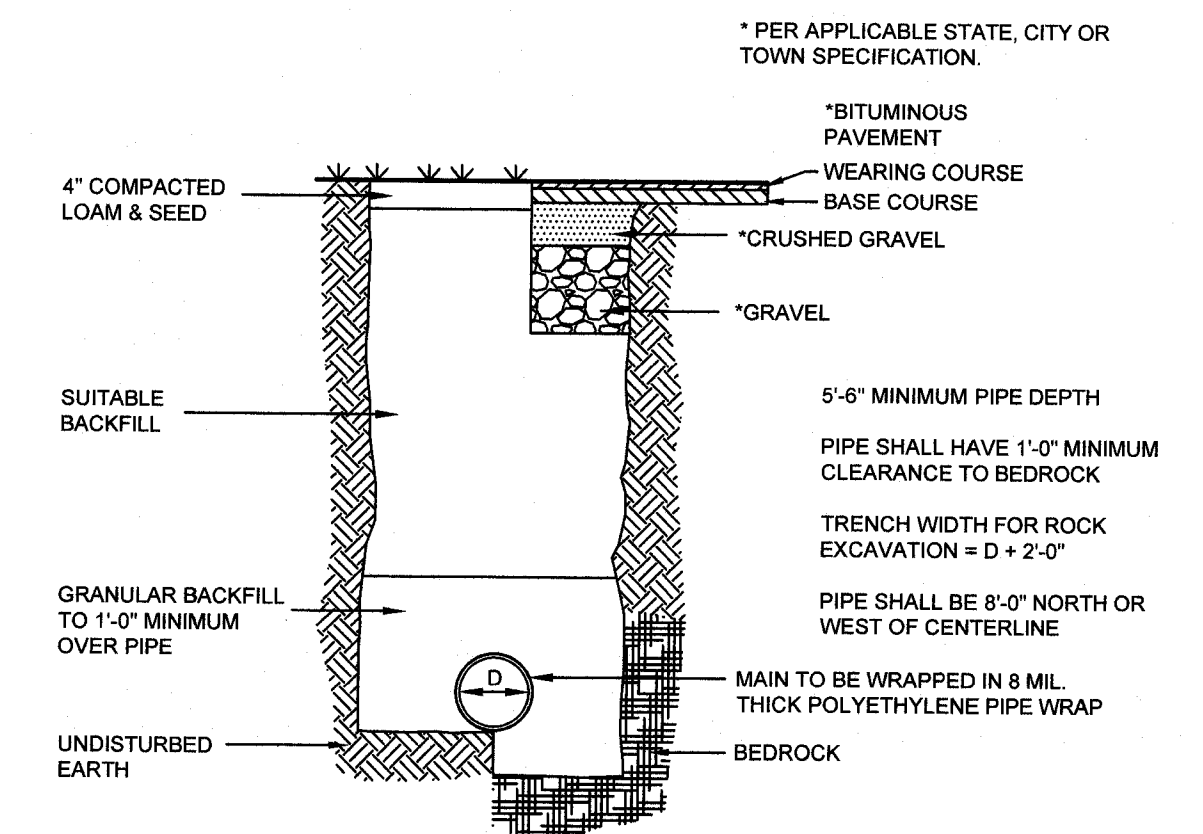 * PER APPLICABLE STATE, CITY OR
TOWN SPECIFICATION.
*BITUMINOUS
PAVEMENT
WEARING COURSE
BASE COURSE
4" COMPACTED
LOAM & SEED
*CRUSHED GRAVEL
*GRAVEL
SUITABLE
BACKFILL
5'-6" MINIMUM PIPE DEPTH
PIPE SHALL HAVE 1'-0" MINIMUM
CLEARANCE TO BEDROCK
TRENCH WIDTH FOR ROCK
EXCAVATION = D + 2'-0"
PIPE SHALL BE 8'-0" NORTH OR
WEST OF CENTERLINE
GRANULAR BACKFILL
TO 1'-0" MINIMUM
OVER PIPE
D
MAIN TO BE WRAPPED IN 8 MIL.
THICK POLYETHYLENE PIPE WRAP
UNDISTURBED
EARTH
BEDROCK